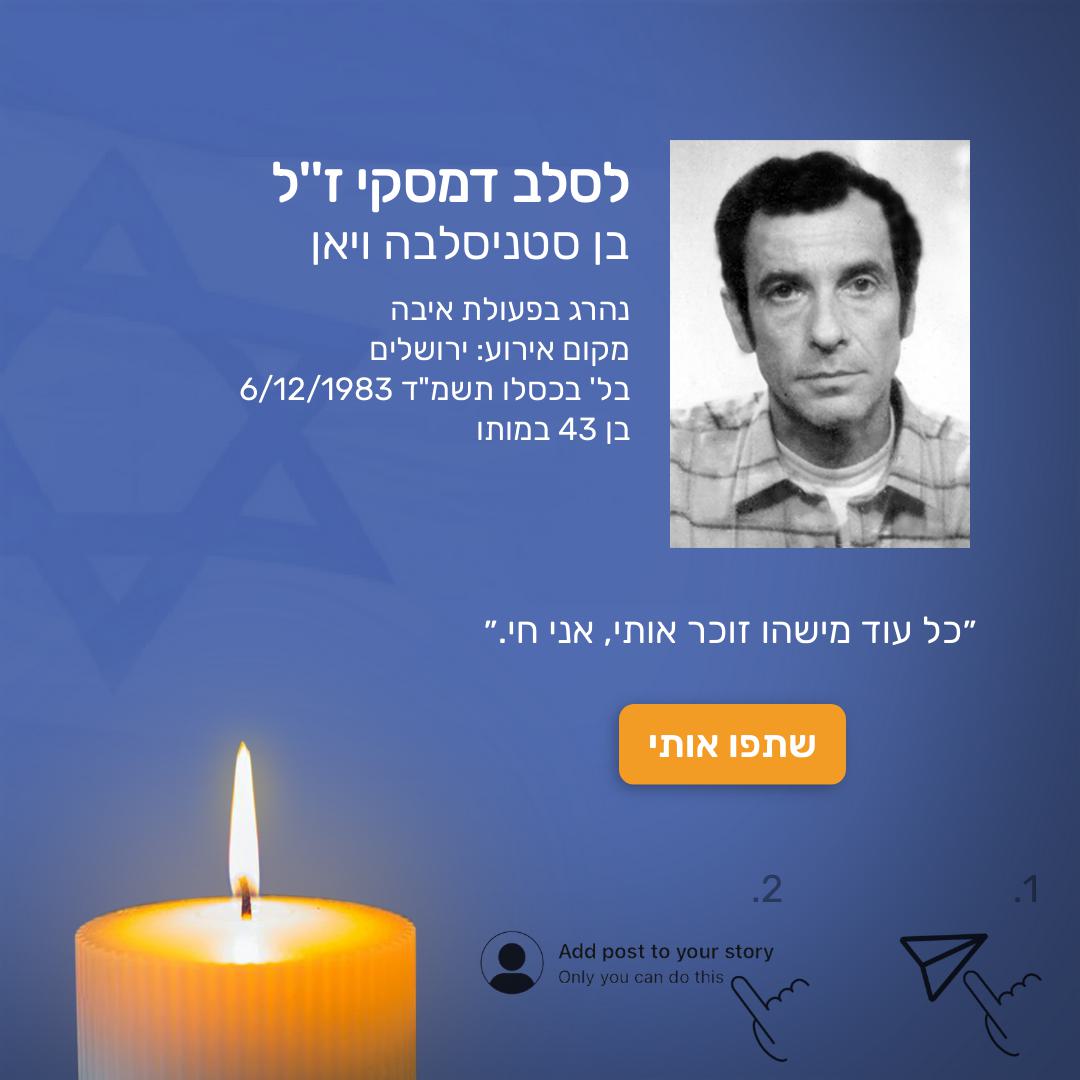 לסלב דמסקי ז"ל
בן סטניסלבה ויאן
נהרג בפעולת איבה
מקום אירוע: ירושלים
בל' בכסלו תשמ"ד 6/12/1983
בן 43 במותו
״כל עוד מישהו זוכר אותי, אני חי.״
שתפו אותי
.1
.2
Add post to your story
Only you can do this